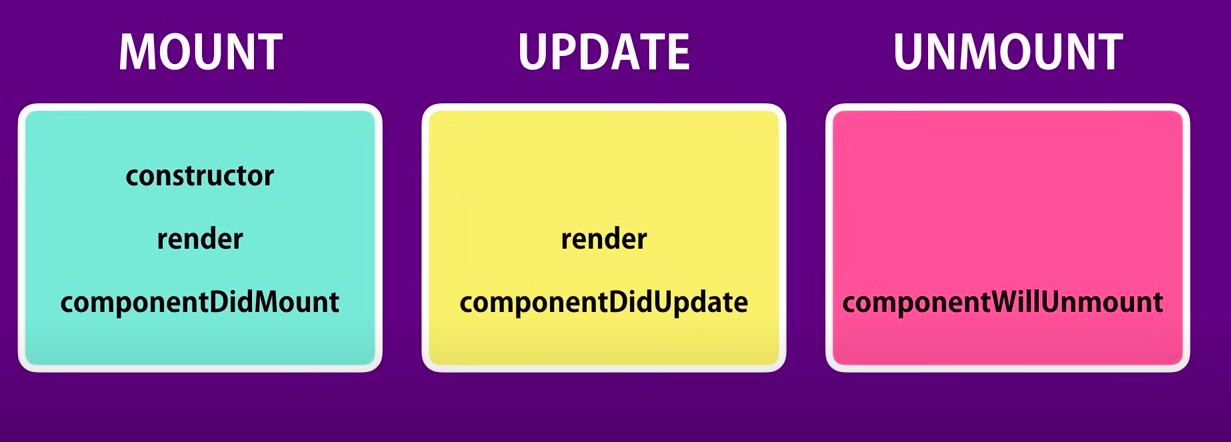 MOUNT
constructor
render
componentDidMount
UPDATE
render
componentDidUpdate
UNMOUNT
componentWillUnmount